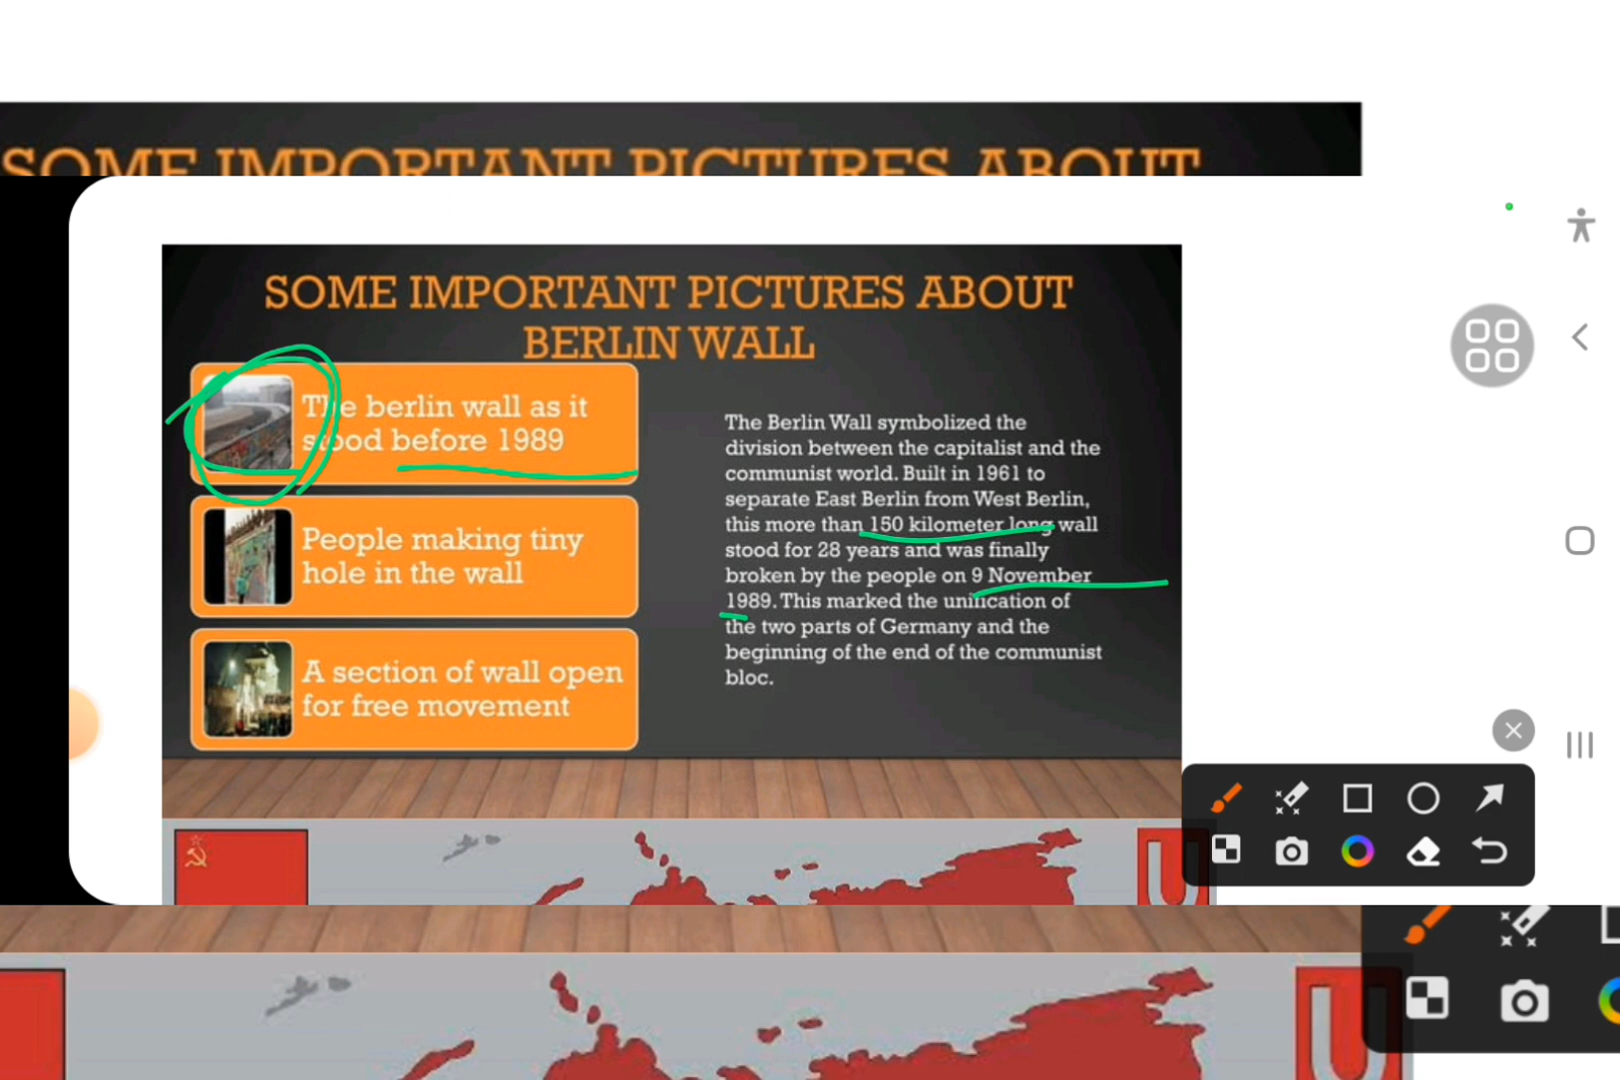 SOME IMPORTANT PICTURES ABOUT
SOME IMPORTANT PICTURES ABOUT
BERLIN WALL
The berlin wall as it
stood before 1989
People making tiny
hole in the wall
A section of wall open
for free movement
The Berlin Wall symbolized the
division between the capitalist and the
communist world. Built in 1961 to
separate East Berlin from West Berlin,
this more than 150 kilometer long wall
stood for 28 years and was finally
broken by the people on 9 November
1989. This marked the unification of
the two parts of Germany and the
beginning of the end of the communist
bloc.
U
U